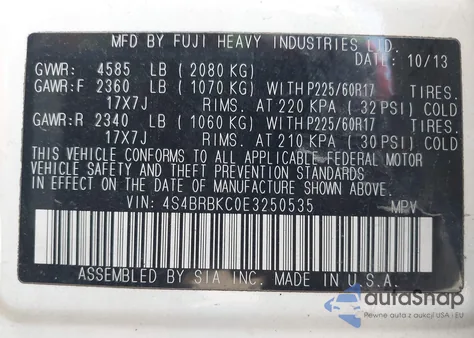 MFD BY FUJI HEAVY INDUSTRIES LTD.
DATE: 10/13
GVWR: 4585 LB (2080 KG)
GAWR:F 2360 LB (1070 KG) WITH P225/60R17 TIRES.
17X7J RIMS. AT 220 KPA (32 PSI) COLD
GAWR:R 2340 LB (1060 KG) WITH P225/60R17 TIRES.
17X7J RIMS. AT 210 KPA (30 PSI) COLD
THIS VEHICLE CONFORMS TO ALL APPLICABLE FEDERAL MOTOR
VEHICLE SAFETY AND THEFT PREVENTION STANDARDS IN EFFECT
ON THE DATE OF MANUFACTURE SHOWN ABOVE.
VIN: 4S4BRBKC0E3250535 MPV
ASSEMBLED BY SIA INC. MADE IN U.S.A.
autaSnap
Pewne auta z USA i EU